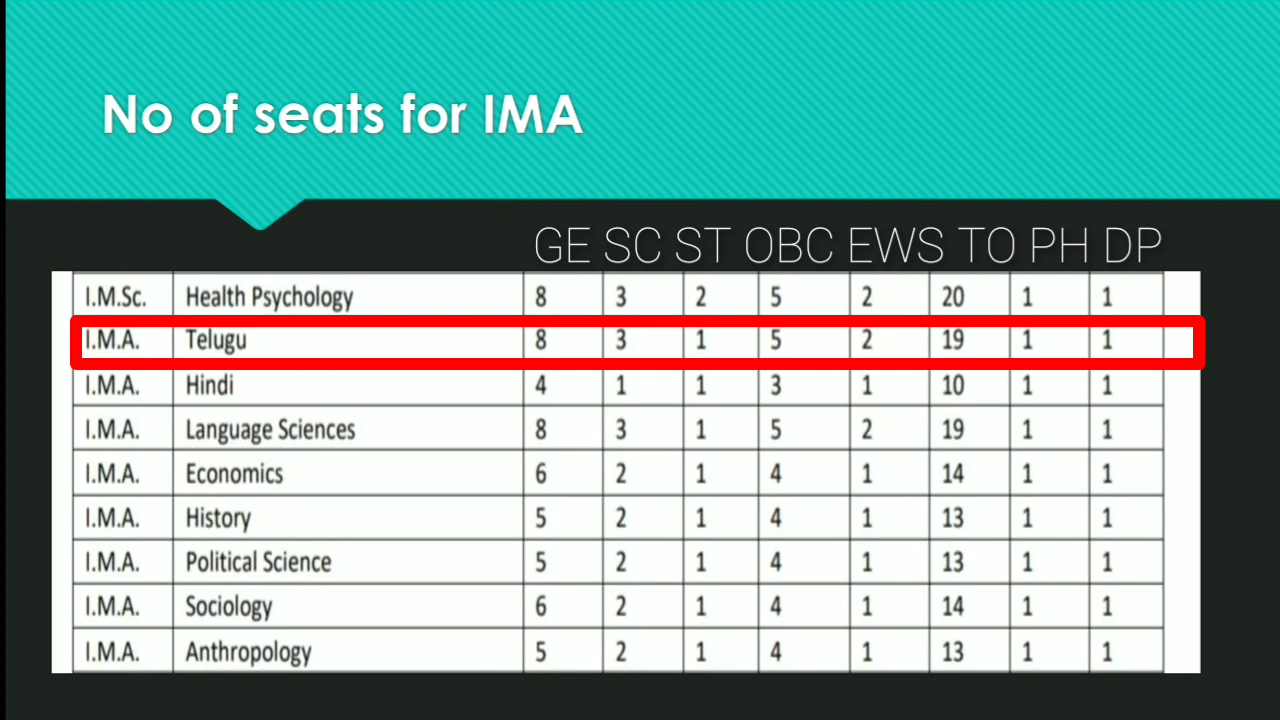 No of seats for IMA
GE SC ST OBC EWS TO PH DP
I.M.Sc. Health Psychology 8 3 2 5 2 20 1 1
I.M.A. Telugu 8 3 1 5 2 19 1 1
I.M.A. Hindi 4 1 1 3 1 10 1 1
I.M.A. Language Sciences 8 3 1 5 2 19 1 1
I.M.A. Economics 6 2 1 4 1 14 1 1
I.M.A. History 5 2 1 4 1 13 1 1
I.M.A. Political Science 5 2 1 4 1 13 1 1
I.M.A. Sociology 6 2 1 4 1 14 1 1
I.M.A. Anthropology 5 2 1 4 1 13 1 1